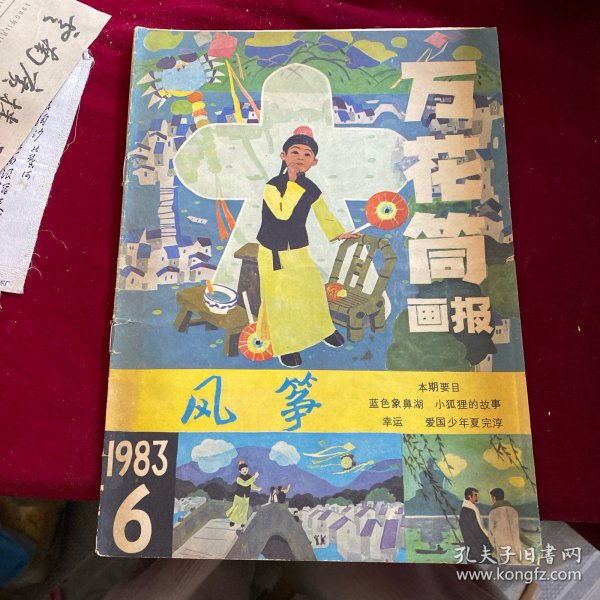 万花筒
画报
风筝
本期要目
蓝色象鼻湖 小狐狸的故事
幸运 爱国少年夏完淳
1983
6
孔夫子旧书网
www.kongfz.com